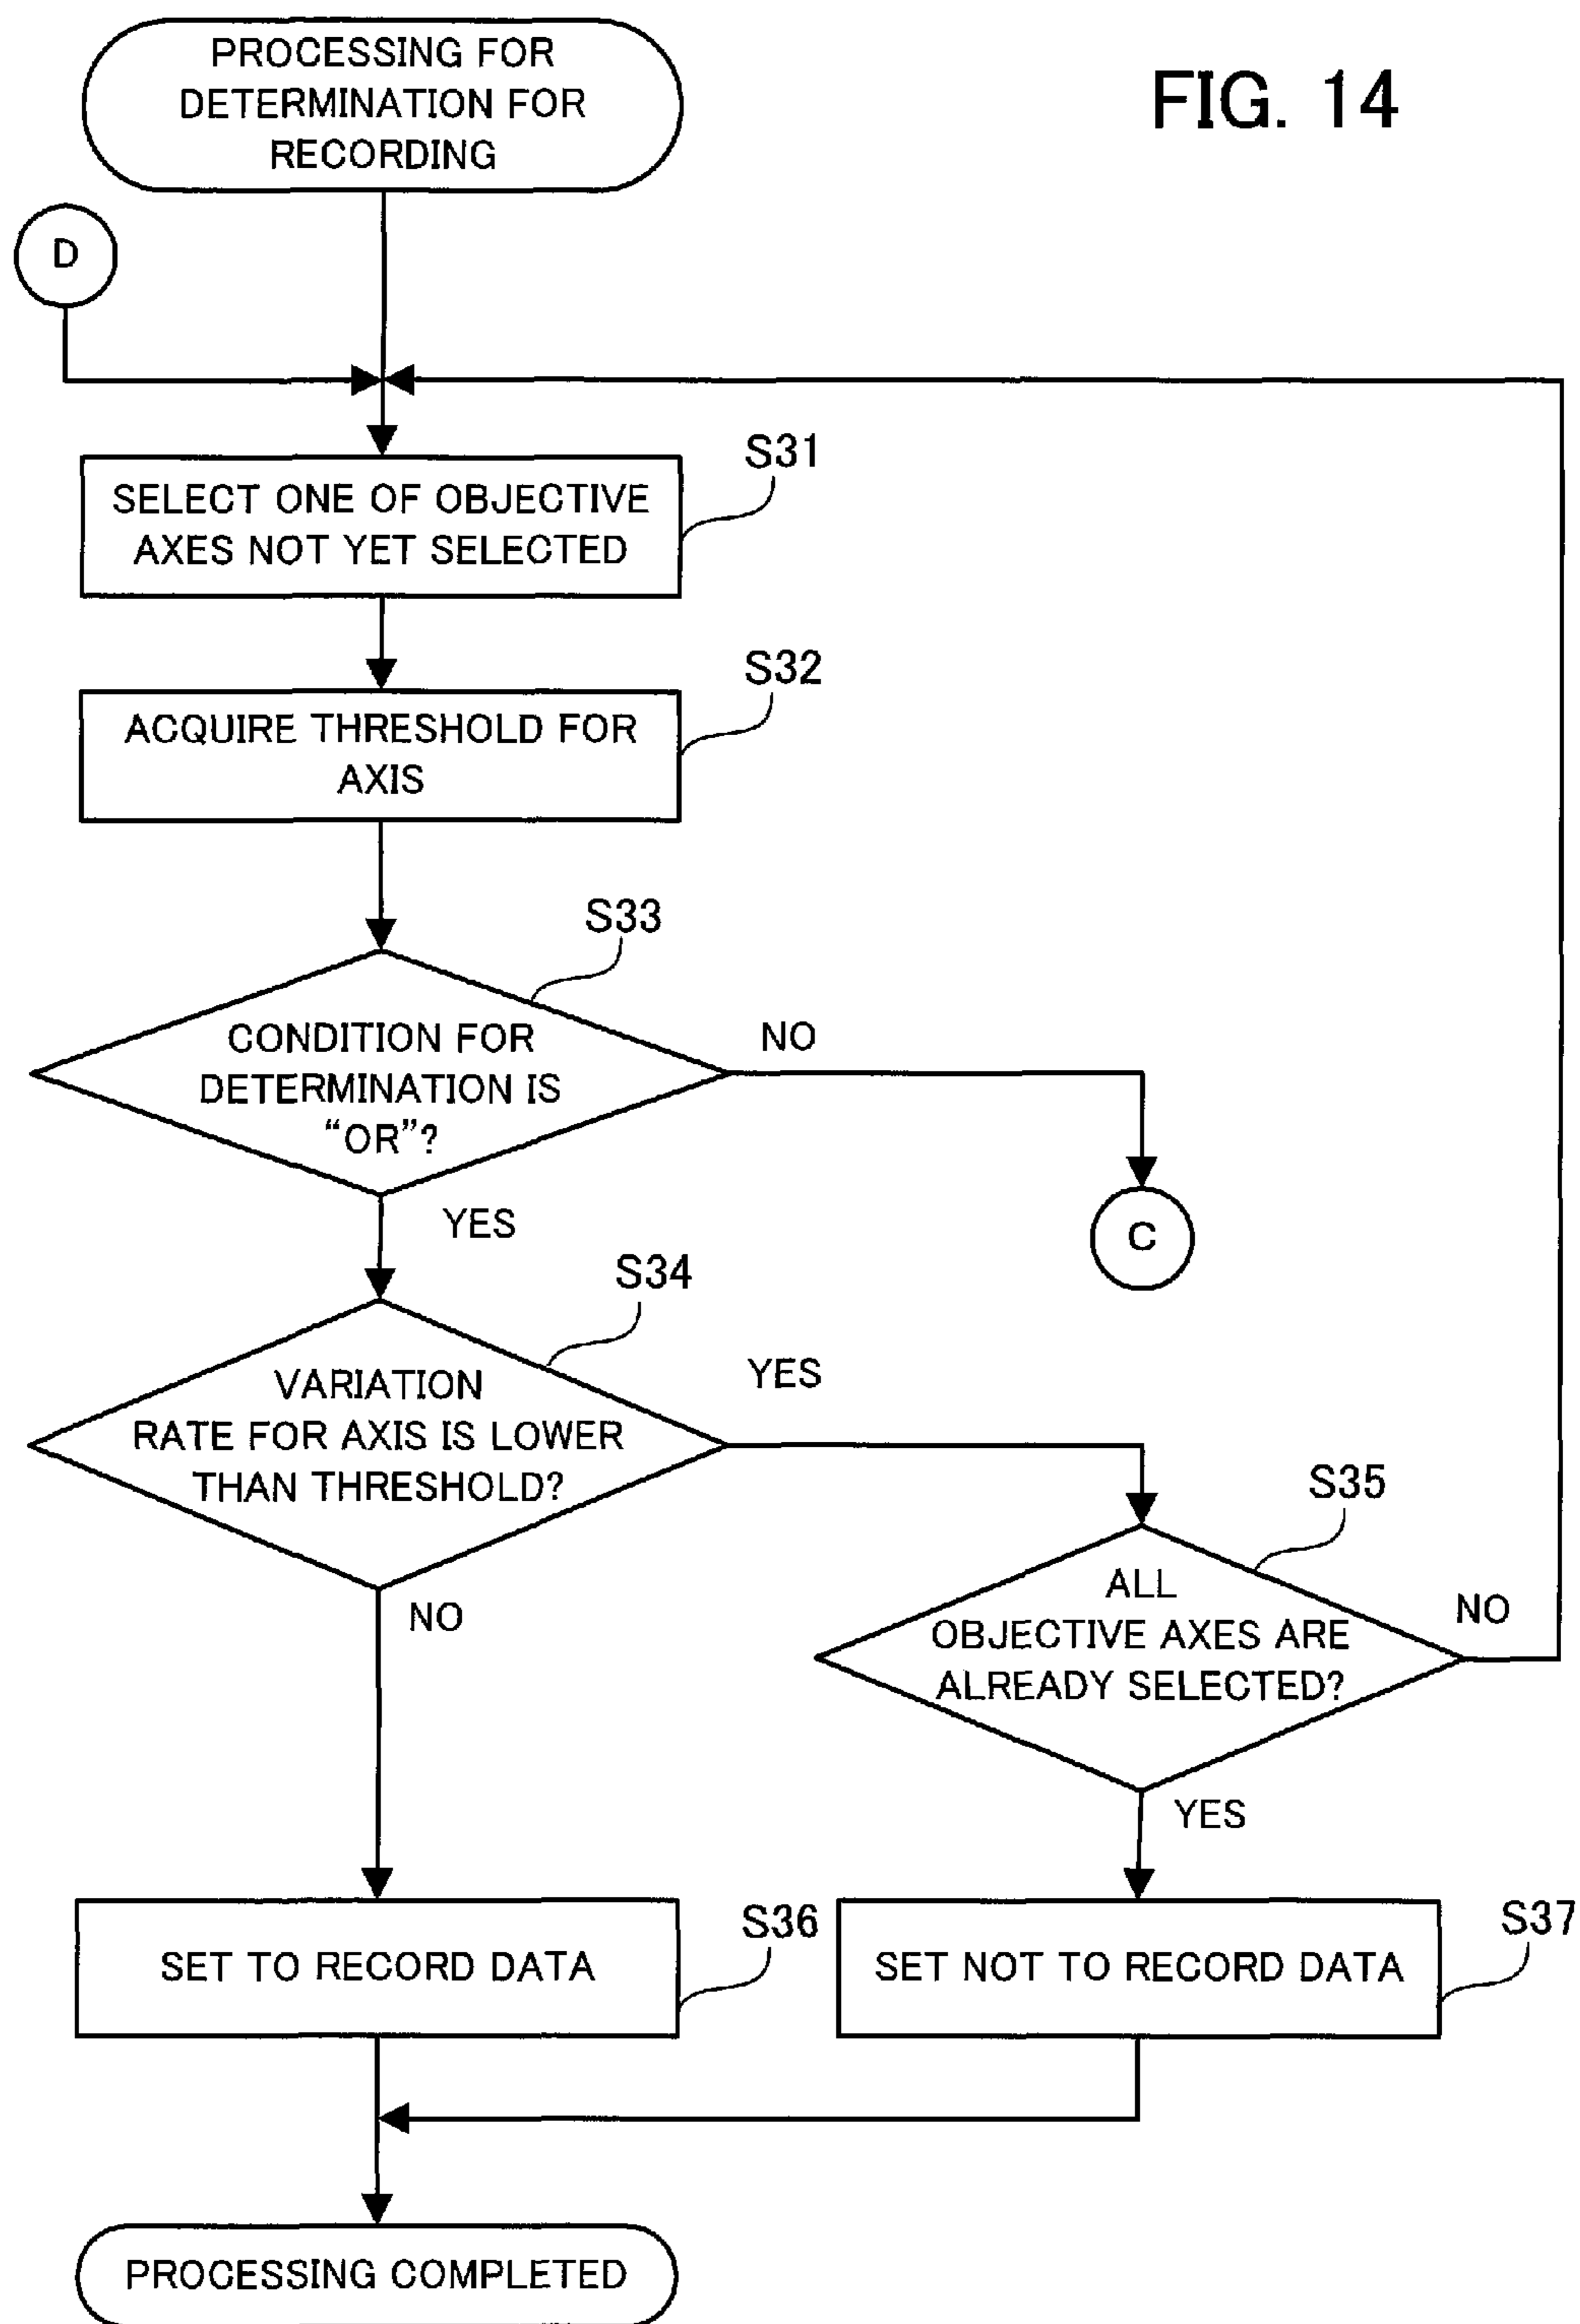 PROCESSING FOR
DETERMINATION FOR
RECORDING
FIG. 14
D
S31
SELECT ONE OF OBJECTIVE
AXES NOT YET SELECTED
S32
ACQUIRE THRESHOLD FOR
AXIS
S33
CONDITION FOR
DETERMINATION IS
“OR”?
NO
YES
C
S34
VARIATION
RATE FOR AXIS IS LOWER
THAN THRESHOLD?
YES
NO
S35
ALL
OBJECTIVE AXES ARE
ALREADY SELECTED?
NO
YES
S36
SET TO RECORD DATA
S37
SET NOT TO RECORD DATA
PROCESSING COMPLETED